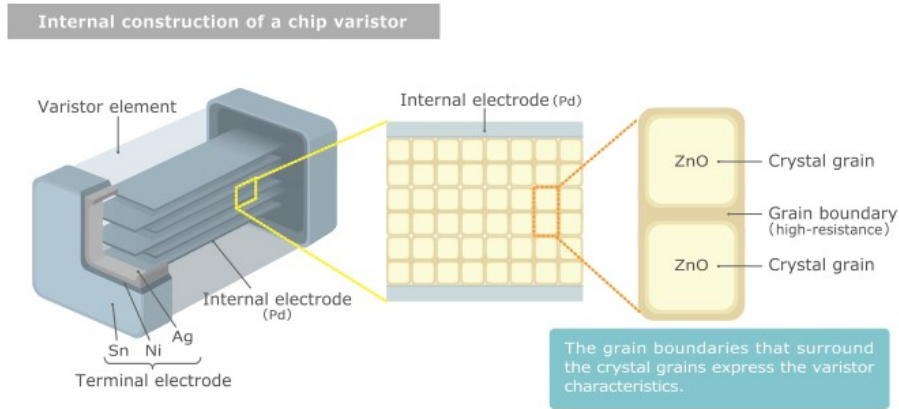 Internal construction of a chip varistor
Varistor element
Internal electrode (Pd)
Internal electrode
(Pd)
Sn Ni Ag
Terminal electrode
ZnO
Crystal grain
Grain boundary
(high-resistance)
ZnO
Crystal grain
The grain boundaries that surround
the crystal grains express the varistor
characteristics.